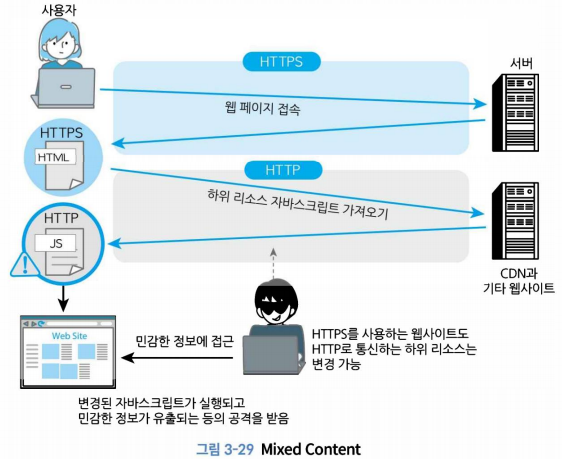 사용자
HTTPS
서버
웹 페이지 접속
HTTPS
HTML
HTTP
하위 리소스 자바스크립트 가져오기
HTTP
JS
CDN과
기타 웹사이트
Web Site
민감한 정보에 접근
HTTPS를 사용하는 웹사이트도
HTTP로 통신하는 하위 리소스는
변경 가능
변경된 자바스크립트가 실행되고
민감한 정보가 유출되는 등의 공격을 받음
그림 3-29 Mixed Content